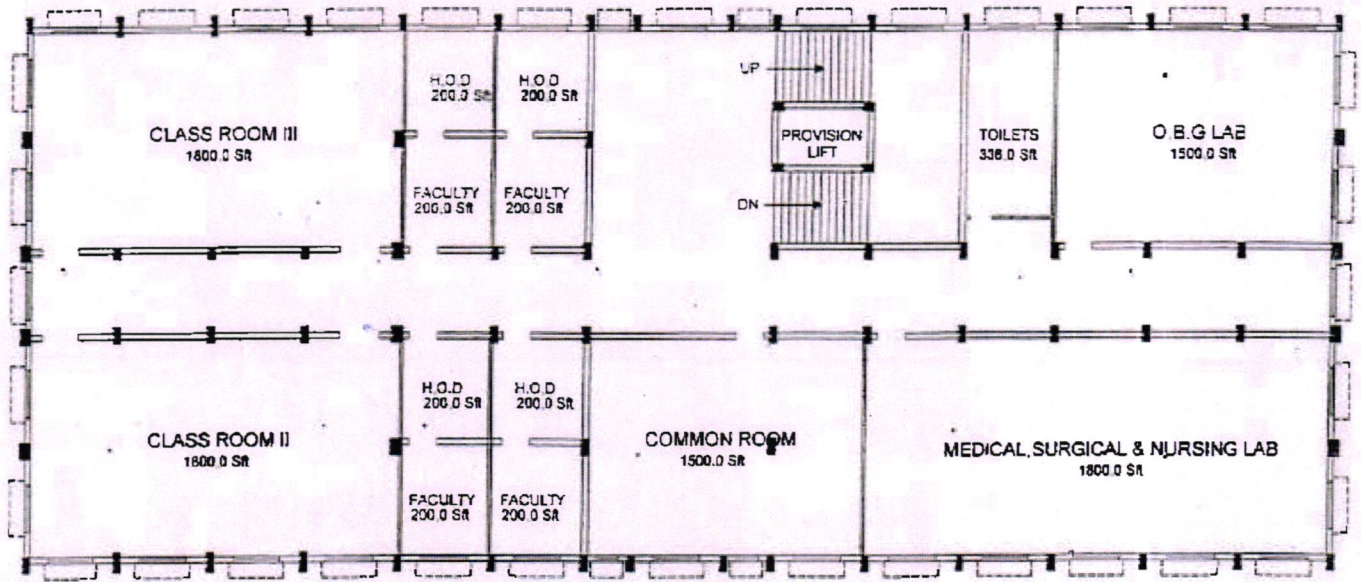 CLASS ROOM III
1800.0 Sft
H.O.D
200.0 Sft
H.O.D
200.0 Sft
FACULTY
200.0 Sft
FACULTY
200.0 Sft
UP
PROVISION
LIFT
DN
TOILETS
336.0 Sft
O.B.G LAB
1500.0 Sft
CLASS ROOM II
1800.0 Sft
H.O.D
200.0 Sft
H.O.D
200.0 Sft
FACULTY
200.0 Sft
FACULTY
200.0 Sft
COMMON ROOM
1500.0 Sft
MEDICAL,SURGICAL & NURSING LAB
1800.0 Sft